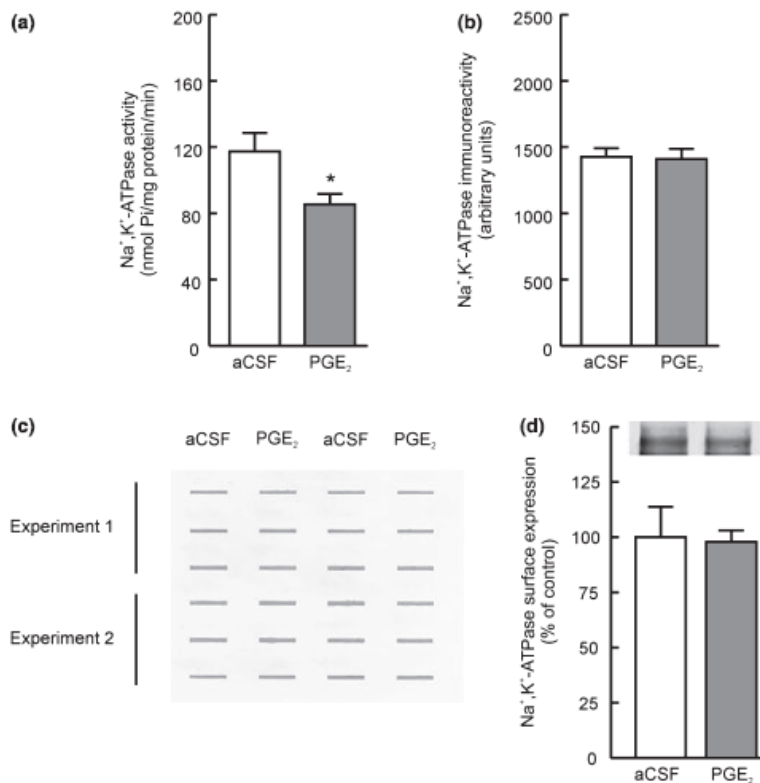 (a)
Na⁺,K⁺-ATPase activity
(nmol Pi/mg protein/min)
200
160
120
80
40
0
*
aCSF PGE₂
(b)
Na⁺,K⁺-ATPase immunoreactivity
(arbitrary units)
2500
2000
1500
1000
500
0
aCSF PGE₂
(c)
aCSF PGE₂ aCSF PGE₂
Experiment 1
Experiment 2
(d)
Na⁺,K⁺-ATPase surface expression
(% of control)
150
125
100
75
50
25
0
aCSF PGE₂